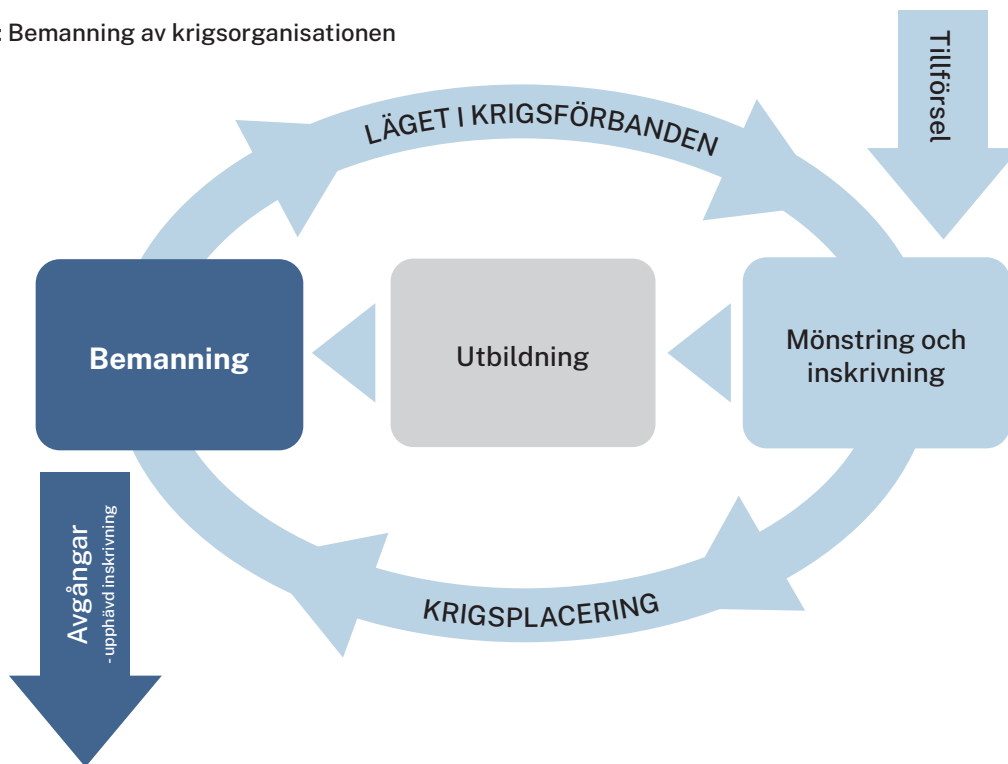 : Bemanning av krigsorganisationen
Tillförsel
LÄGET I KRIGSFÖRBANDEN
Bemanning
Utbildning
Mönstring och
inskrivning
KRIGSPLACERING
Avgångar
- upphävd inskrivning